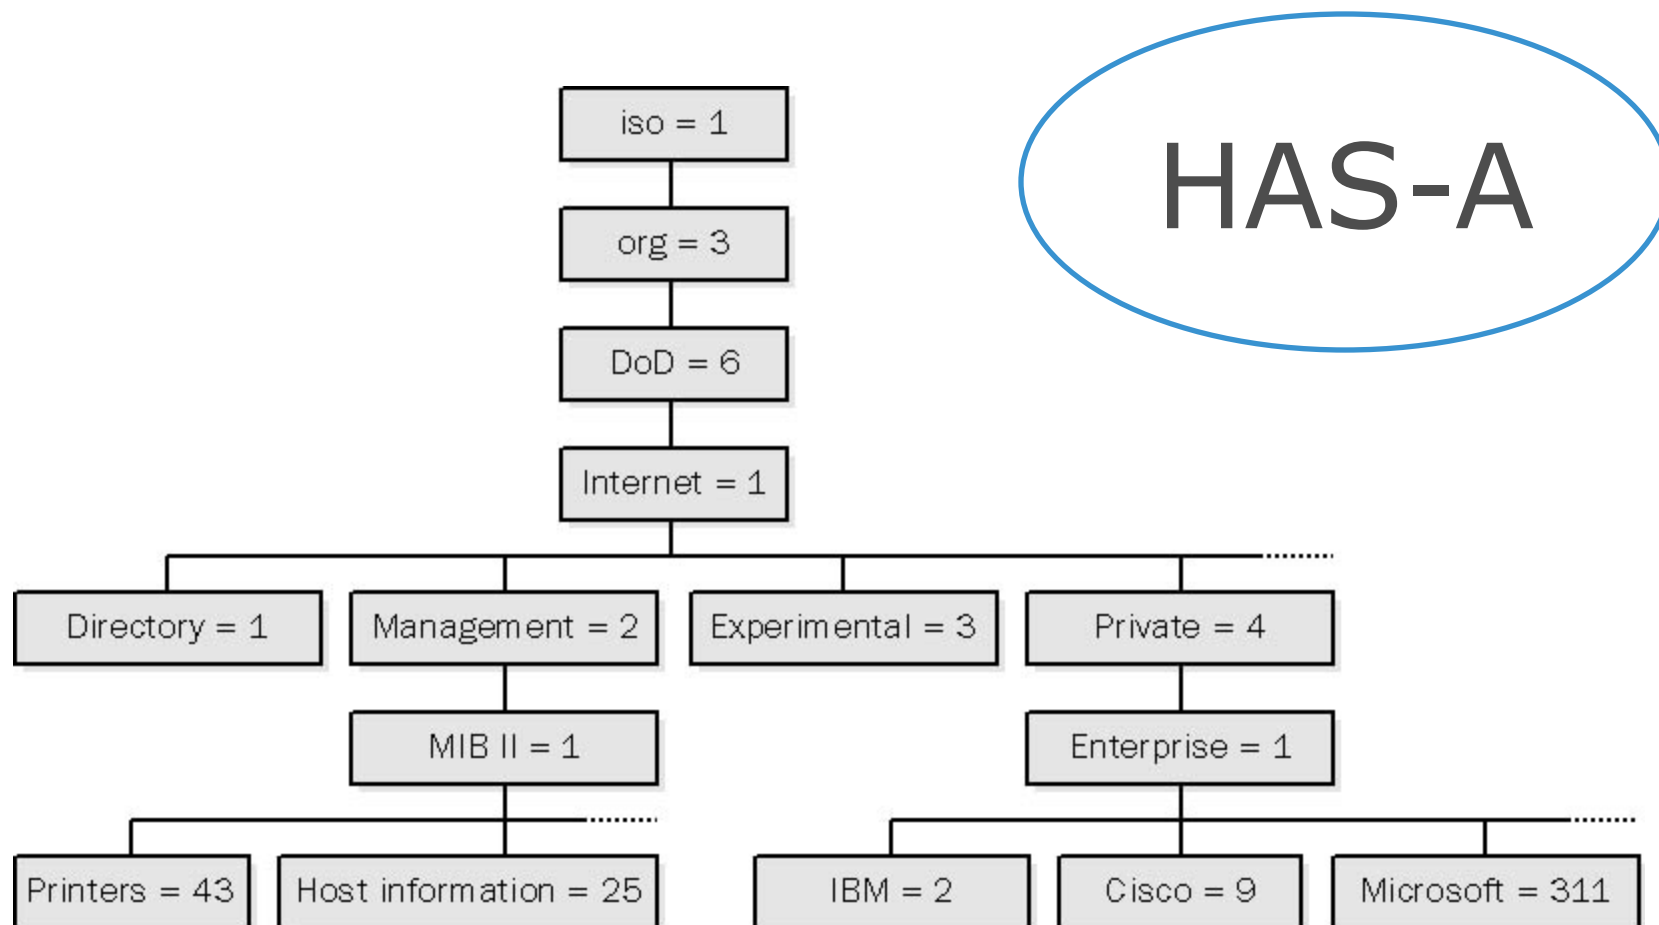 HAS-A
iso = 1
org = 3
DoD = 6
Internet = 1
Directory = 1
Management = 2
Experimental = 3
Private = 4
MIB II = 1
Enterprise = 1
Printers = 43
Host information = 25
IBM = 2
Cisco = 9
Microsoft = 311